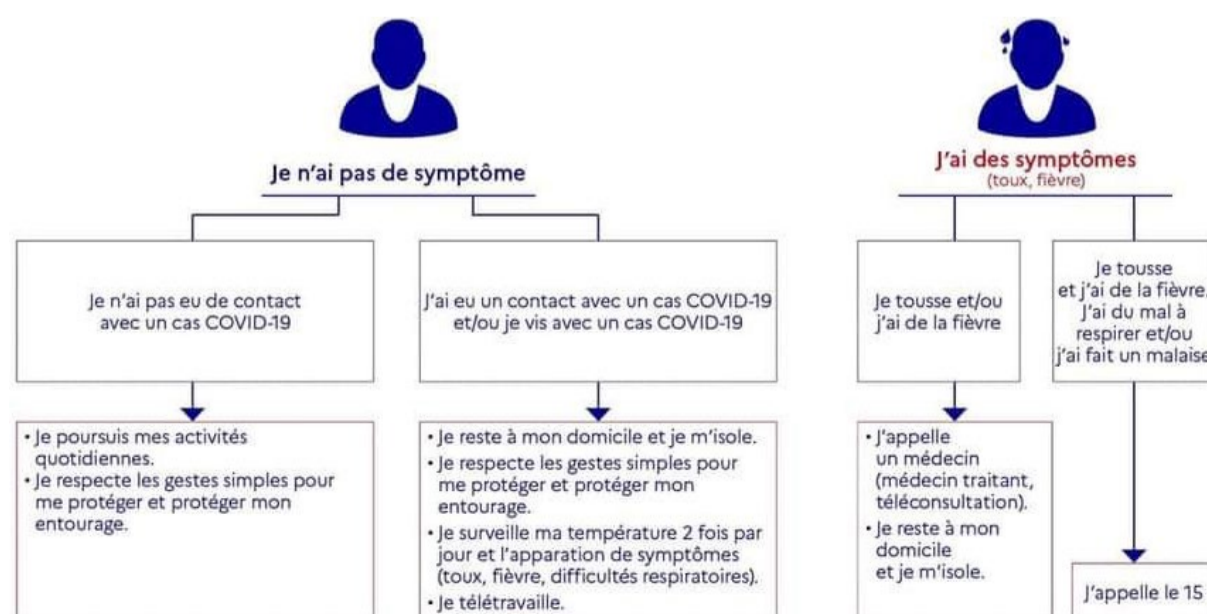 Je n'ai pas de symptôme
J'ai des symptômes
(toux, fièvre)
Je n'ai pas eu de contact
avec un cas COVID-19
J'ai eu un contact avec un cas COVID-19
et/ou je vis avec un cas COVID-19
Je tousse et/ou
j'ai de la fièvre
Je tousse
et j'ai de la fièvre.
J'ai du mal à
respirer et/ou
j'ai fait un malaise
• Je poursuis mes activités
quotidiennes.
• Je respecte les gestes simples pour
me protéger et protéger mon
entourage.
• Je reste à mon domicile et je m'isole.
• Je respecte les gestes simples pour
me protéger et protéger mon
entourage.
• Je surveille ma température 2 fois par
jour et l'apparation de symptômes
(toux, fièvre, difficultés respiratoires).
• Je télétravaille.
• J'appelle
un médecin
(médecin traitant,
téléconsultation).
• Je reste à mon
domicile
et je m'isole.
J'appelle le 15